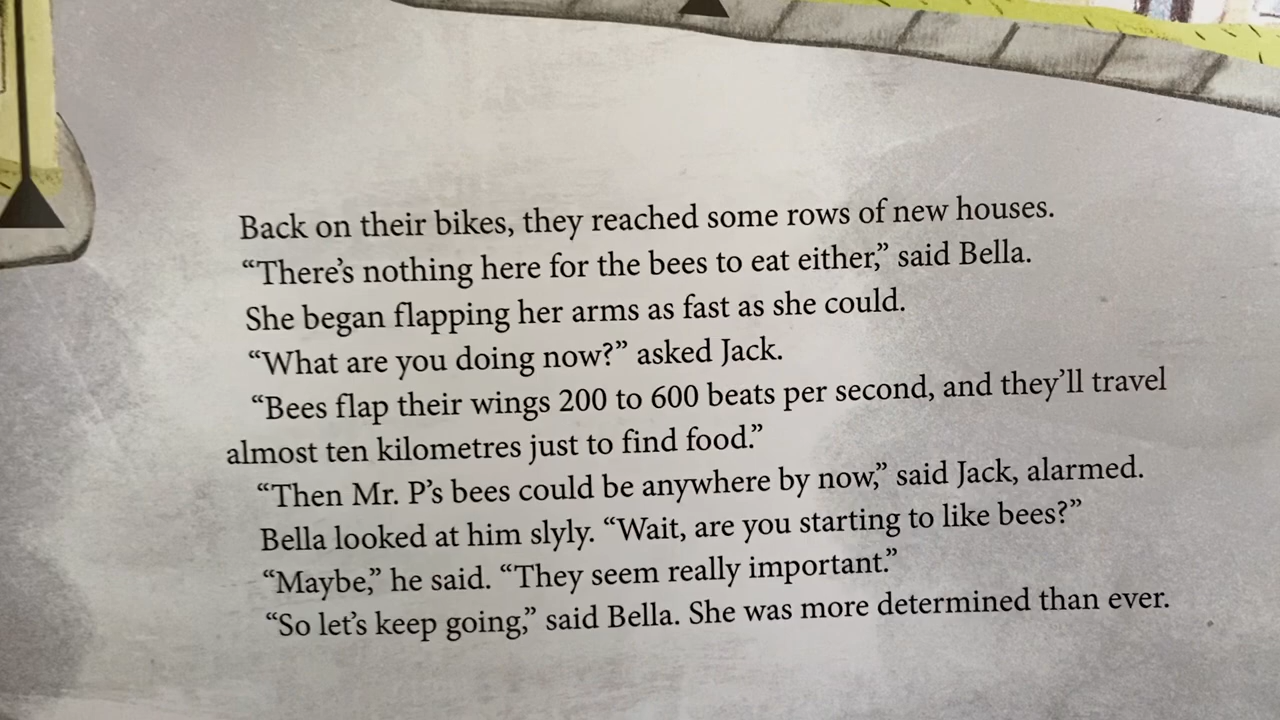 Back on their bikes, they reached some rows of new houses.
“There’s nothing here for the bees to eat either,” said Bella.
She began flapping her arms as fast as she could.
“What are you doing now?” asked Jack.
“Bees flap their wings 200 to 600 beats per second, and they’ll travel
almost ten kilometres just to find food.”
“Then Mr. P’s bees could be anywhere by now,” said Jack, alarmed.
Bella looked at him slyly. “Wait, are you starting to like bees?”
“Maybe,” he said. “They seem really important.”
“So let’s keep going,” said Bella. She was more determined than ever.